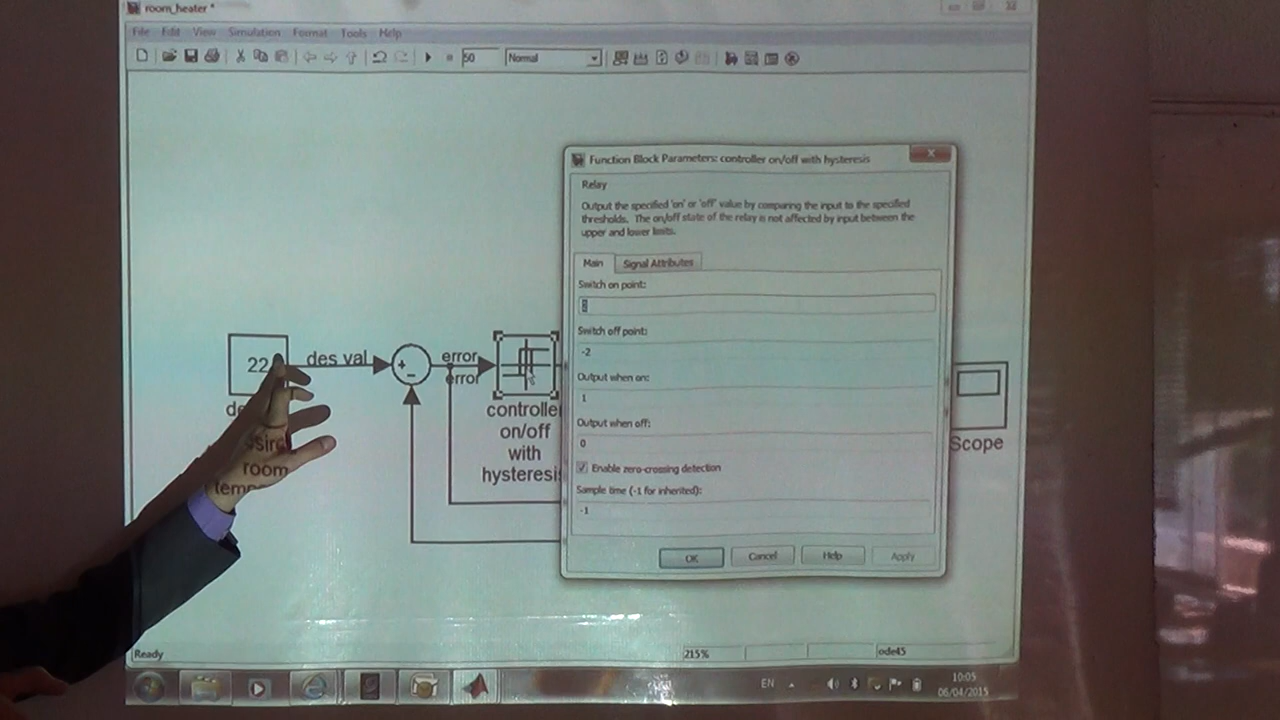 room_heater *
File Edit View Simulation Format Tools Help
50 Normal
Function Block Parameters: controller on/off with hysteresis
Relay
Output the specified 'on' or 'off' value by comparing the input to the specified
thresholds. The on/off state of the relay is not affected by input between the
upper and lower limits.
Main Signal Attributes
Switch on point:
Switch off point:
-2
Output when on:
1
Output when off:
0
Enable zero-crossing detection
Sample time (-1 for inherited):
-1
OK Cancel Help Apply
22 des val + - error
error
controller
on/off
with
hysteresis
room
Scope
Ready 215% ode45
EN 10:05
06/04/2015